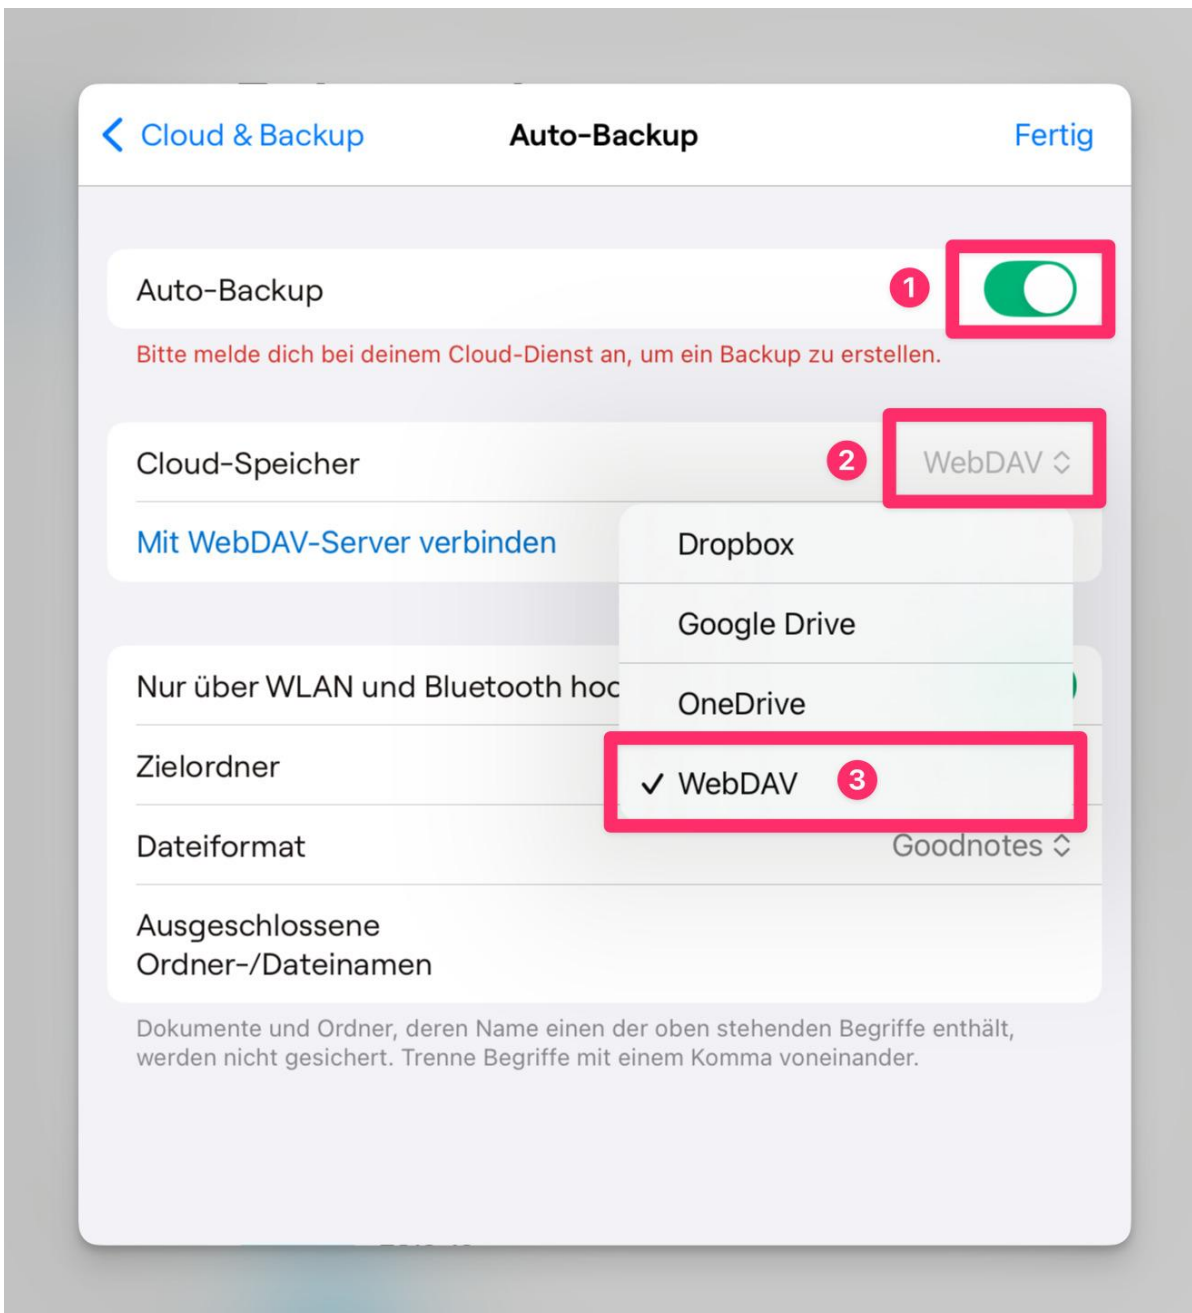 Cloud & Backup
Auto-Backup
Fertig
Auto-Backup
1
Bitte melde dich bei deinem Cloud-Dienst an, um ein Backup zu erstellen.
Cloud-Speicher
2
WebDAV
Mit WebDAV-Server verbinden
Dropbox
Google Drive
Nur über WLAN und Bluetooth
OneDrive
Zielordner
WebDAV
3
Dateiformat
Goodnotes
Ausgeschlossene
Ordner-/Dateinamen
Dokumente und Ordner, deren Name einen der oben stehenden Begriffe enthält,
werden nicht gesichert. Trenne Begriffe mit einem Komma voneinander.